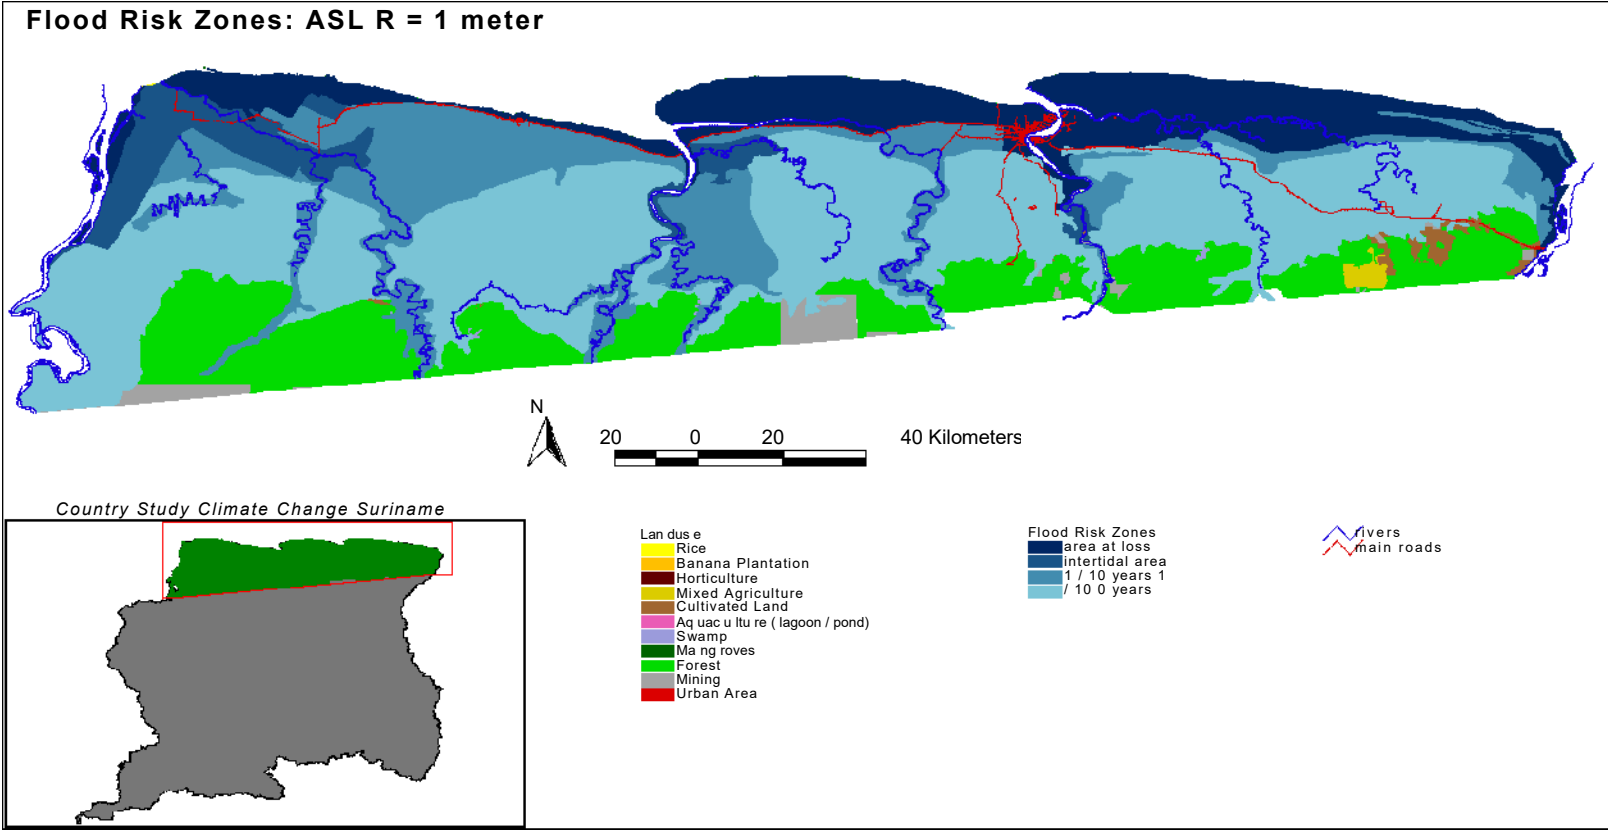 Flood Risk Zones: ASL R = 1 meter
N
20 0 20 40 Kilometers
Country Study Climate Change Suriname
Lan dus e
Rice
Banana Plantation
Horticulture
Mixed Agriculture
Cultivated Land
Aq uac u ltu re ( lagoon / pond)
Swamp
Ma ng roves
Forest
Mining
Urban Area
Flood Risk Zones
area at loss
intertidal area
1 / 10 years 1
/ 10 0 years
rivers
main roads